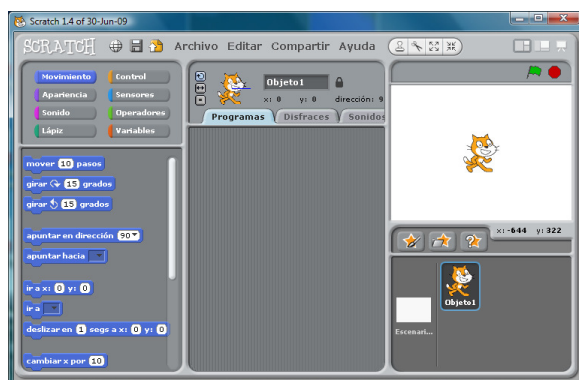 Scratch 1.4 of 30-Jun-09
SCRATCH Archivo Editar Compartir Ayuda
Movimiento Control
Apariencia Sensores
Sonido Operadores
Lápiz Variables
mover 10 pasos
girar 15 grados
girar 15 grados
apuntar en dirección 90
apuntar hacia
ir a x: 0 y: 0
ir a
deslizar en 1 segs a x: 0 y: 0
cambiar x por 10
Objeto1
x: 0 y: 0 dirección: 9
Programas Disfraces Sonidos
x: -644 y: 322
Objeto1
Escenari...